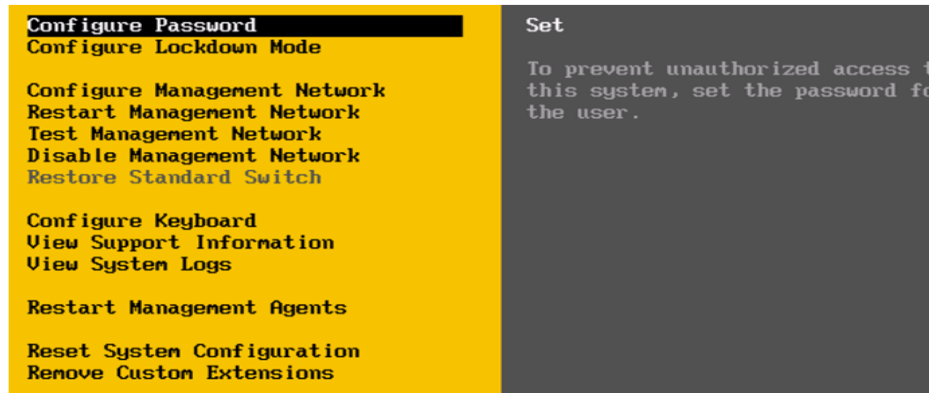 Configure Password
Configure Lockdown Mode
Configure Management Network
Restart Management Network
Test Management Network
Disable Management Network
Restore Standard Switch
Configure Keyboard
View Support Information
View System Logs
Restart Management Agents
Reset System Configuration
Remove Custom Extensions
Set
To prevent unauthorized access
this system, set the password
the user.